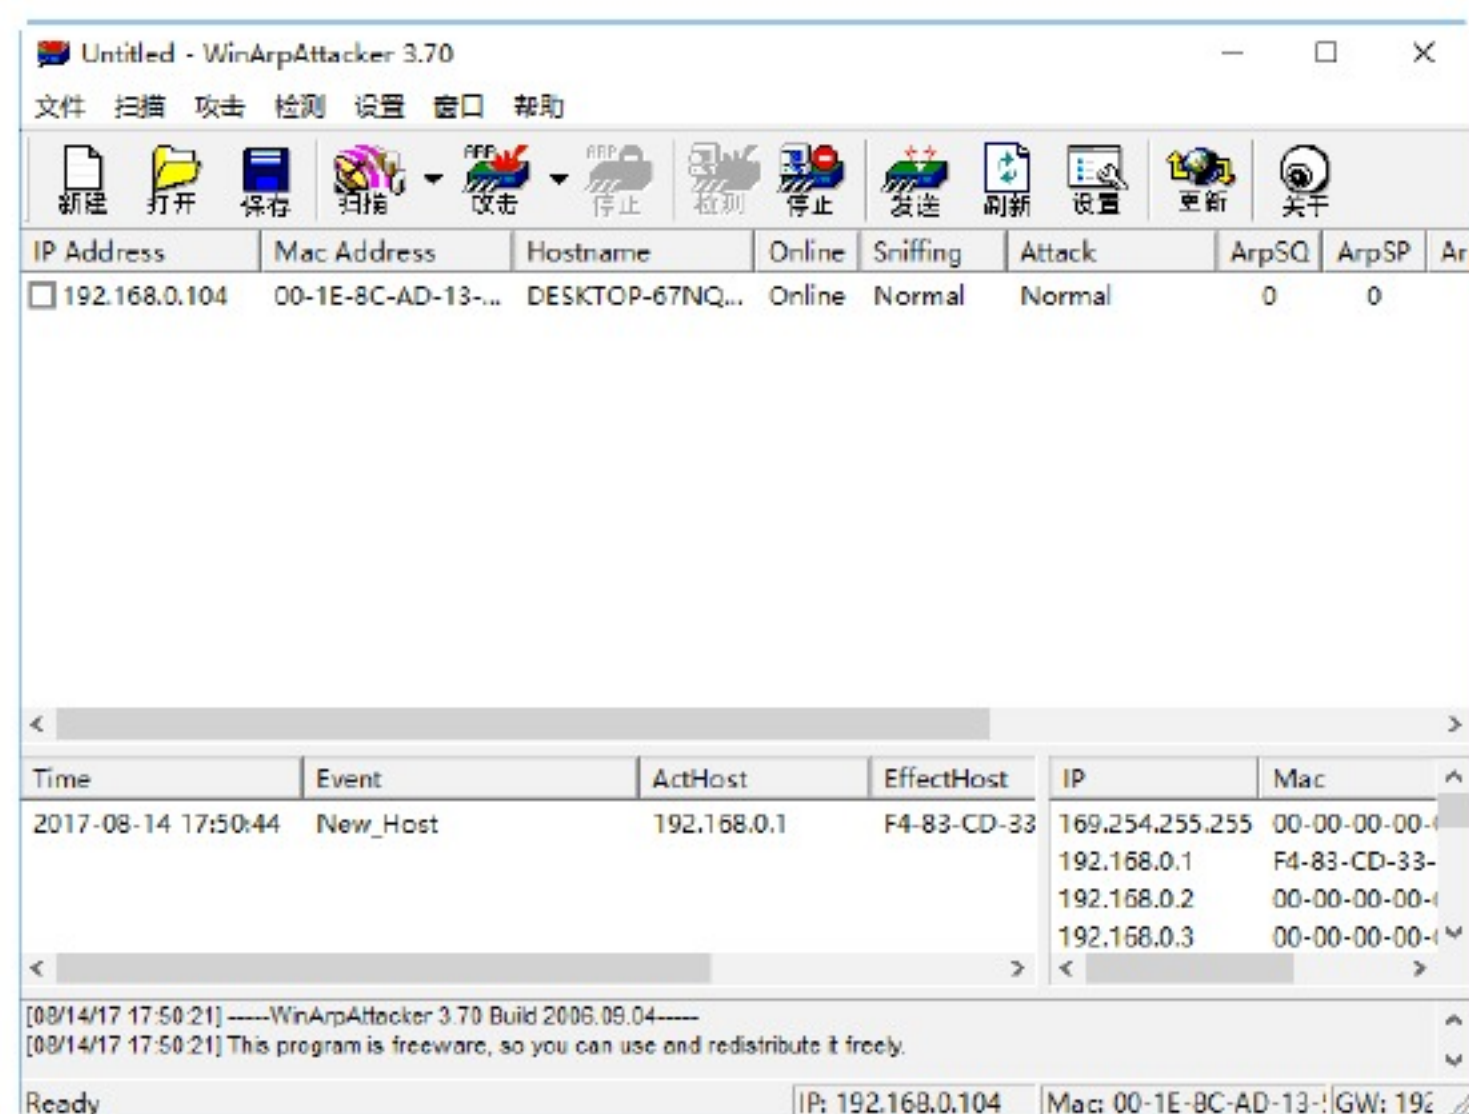 Untitled - WinArpAttacker 3.70
文件 扫描 攻击 检测 设置 窗口 帮助
ARP ARP
新建 打开 保存 扫描 攻击 停止 检测 停止 发送 刷新 设置 更新 关于
IP Address Mac Address Hostname Online Sniffing Attack ArpSQ ArpSP Ar
192.168.0.104 00-1E-8C-AD-13-... DESKTOP-67NQ... Online Normal Normal 0 0
Time Event ActHost EffectHost IP Mac
2017-08-14 17:50:44 New_Host 192.168.0.1 F4-83-CD-33 169.254.255.255 00-00-00-00-
192.168.0.1 F4-83-CD-33-
192.168.0.2 00-00-00-00-
192.168.0.3 00-00-00-00-
[08/14/17 17:50:21] -----WinArpAttacker 3.70 Build 2006.09.04-----
[08/14/17 17:50:21] This program is freeware, so you can use and redistribute it freely.
Ready IP: 192.168.0.104 Mac: 00-1E-8C-AD-13- GW: 192